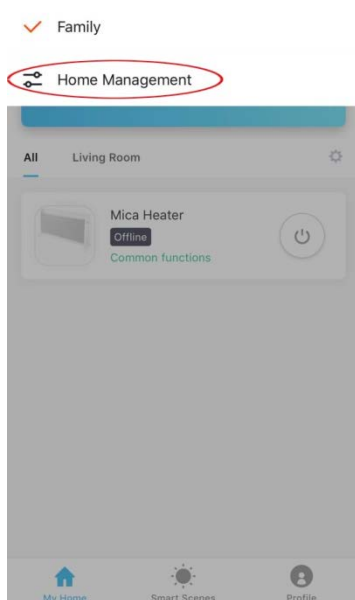 Family
Home Management
All Living Room
Mica Heater
Offline
Common functions
My Home Smart Scenes Profile